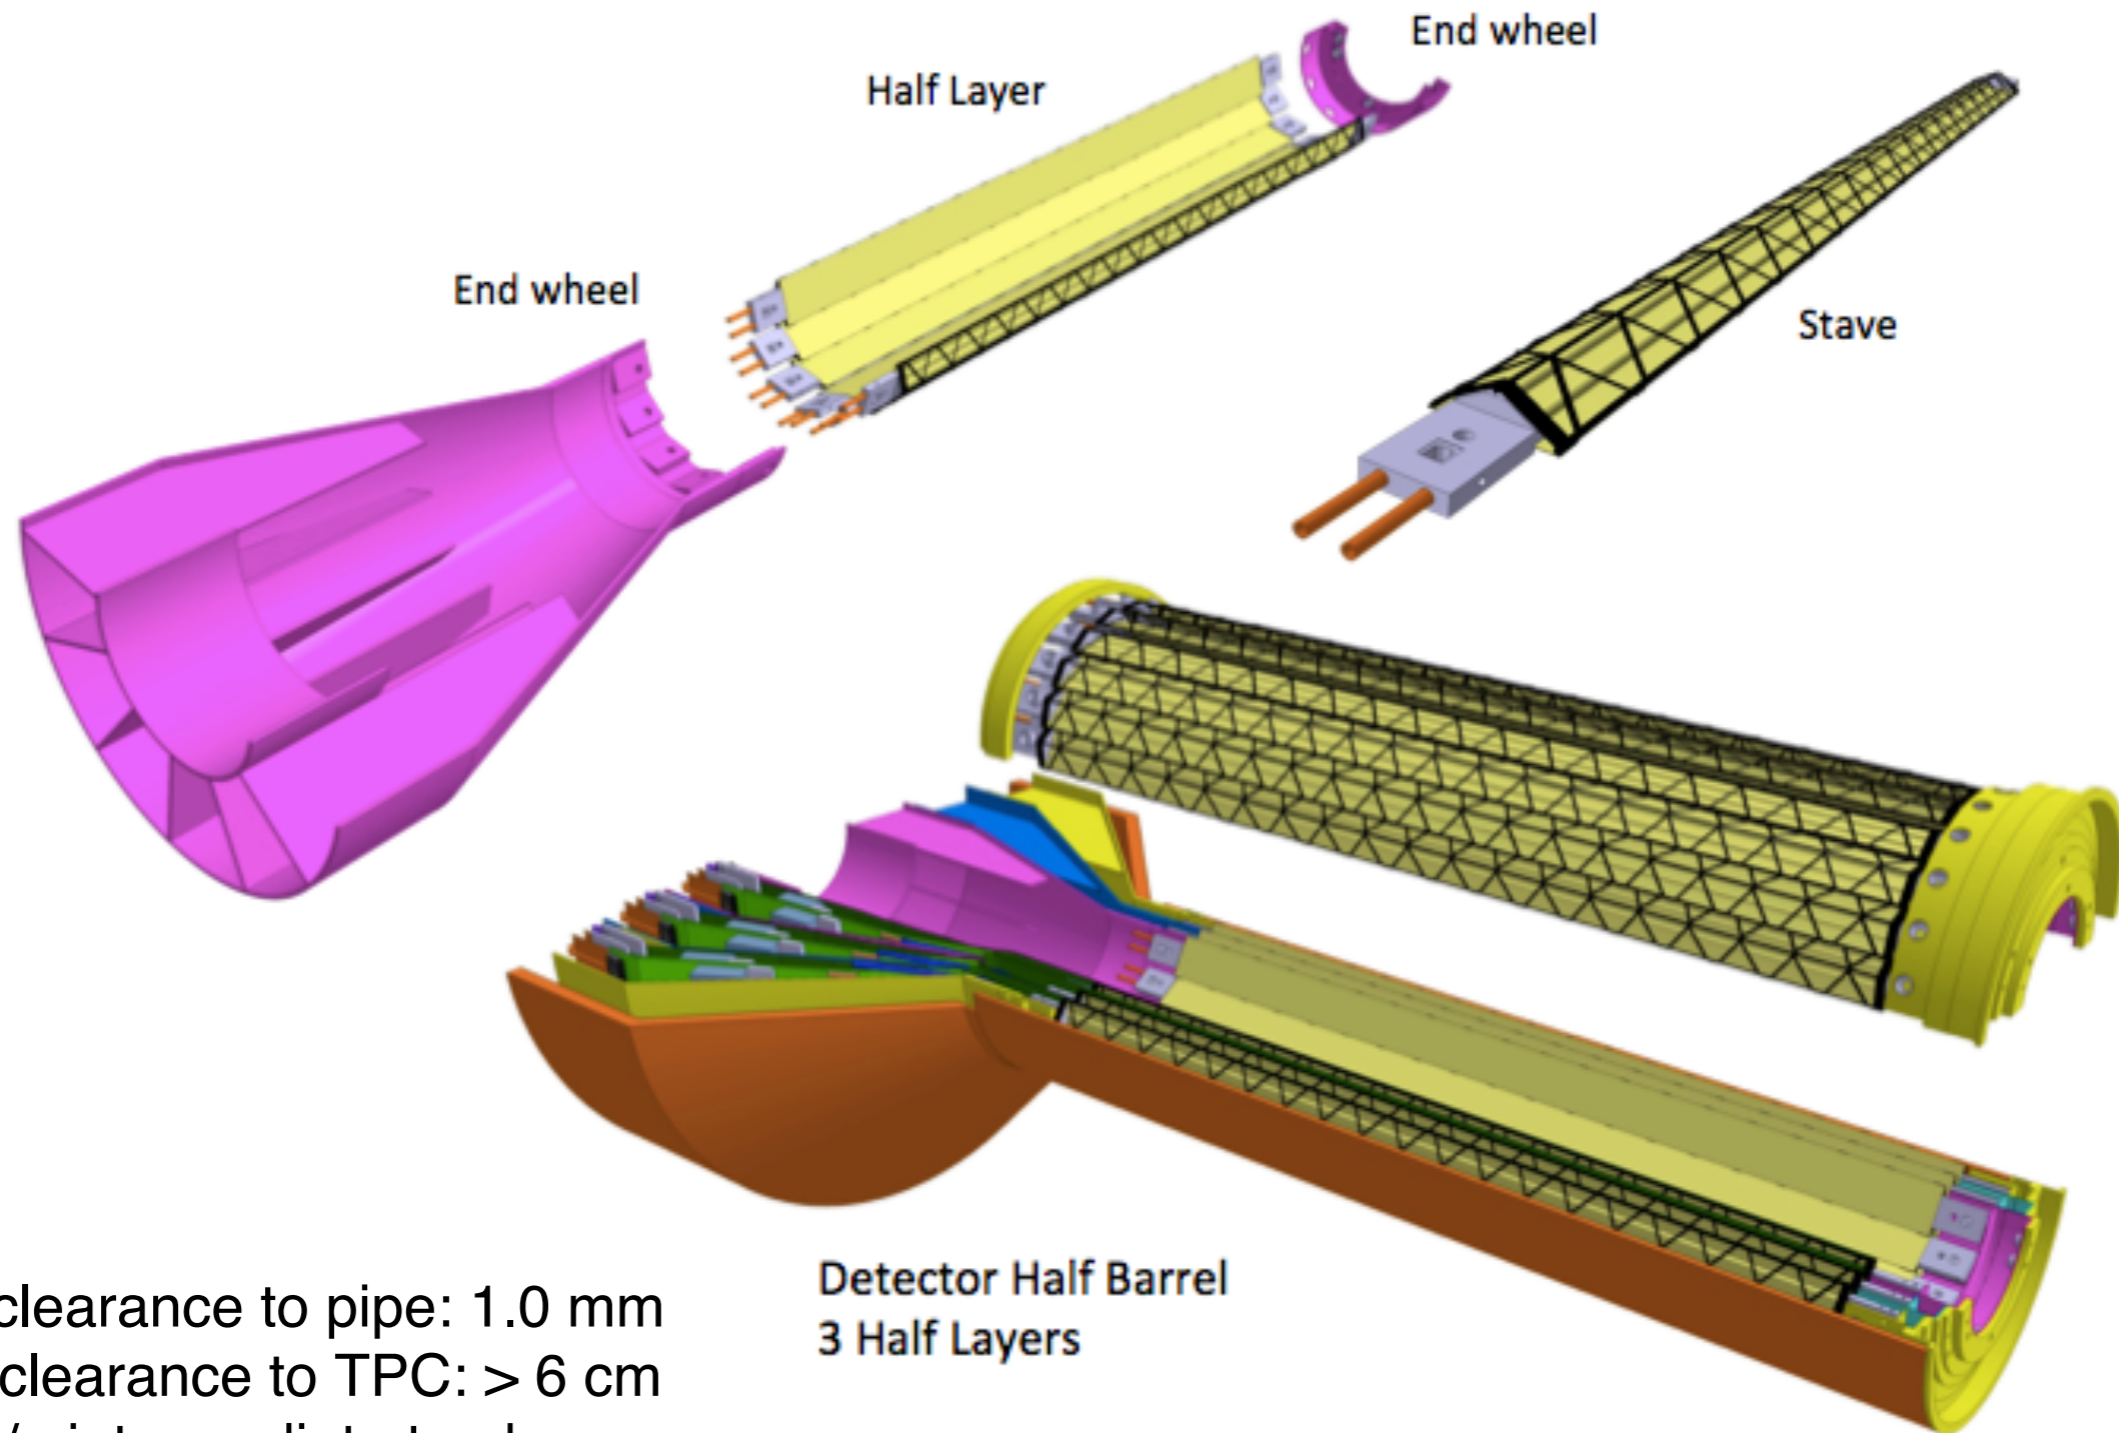 End wheel
Half Layer
End wheel
Stave
Detector Half Barrel
3 Half Layers
clearance to pipe: 1.0 mm
clearance to TPC: > 6 cm